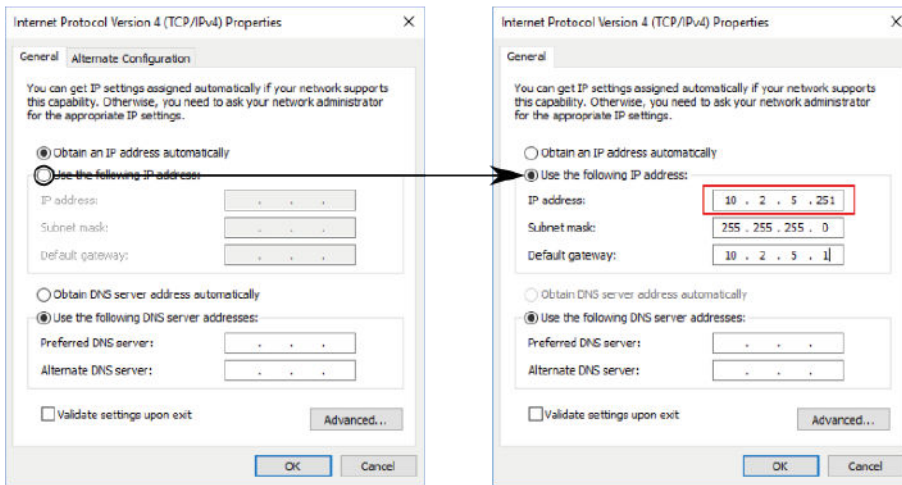 Internet Protocol Version 4 (TCP/IPv4) Properties
General Alternate Configuration
You can get IP settings assigned automatically if your network supports
this capability. Otherwise, you need to ask your network administrator
for the appropriate IP settings.
Obtain an IP address automatically
Use the following IP address:
IP address: . . .
Subnet mask: . . .
Default gateway: . . .
Obtain DNS server address automatically
Use the following DNS server addresses:
Preferred DNS server: . . .
Alternate DNS server: . . .
Validate settings upon exit
Advanced...
OK Cancel
Internet Protocol Version 4 (TCP/IPv4) Properties
General
You can get IP settings assigned automatically if your network supports
this capability. Otherwise, you need to ask your network administrator
for the appropriate IP settings.
Obtain an IP address automatically
Use the following IP address:
IP address: 10 . 2 . 5 . 251
Subnet mask: 255 . 255 . 255 . 0
Default gateway: 10 . 2 . 5 . 1
Obtain DNS server address automatically
Use the following DNS server addresses:
Preferred DNS server: . . .
Alternate DNS server: . . .
Validate settings upon exit
Advanced...
OK Cancel